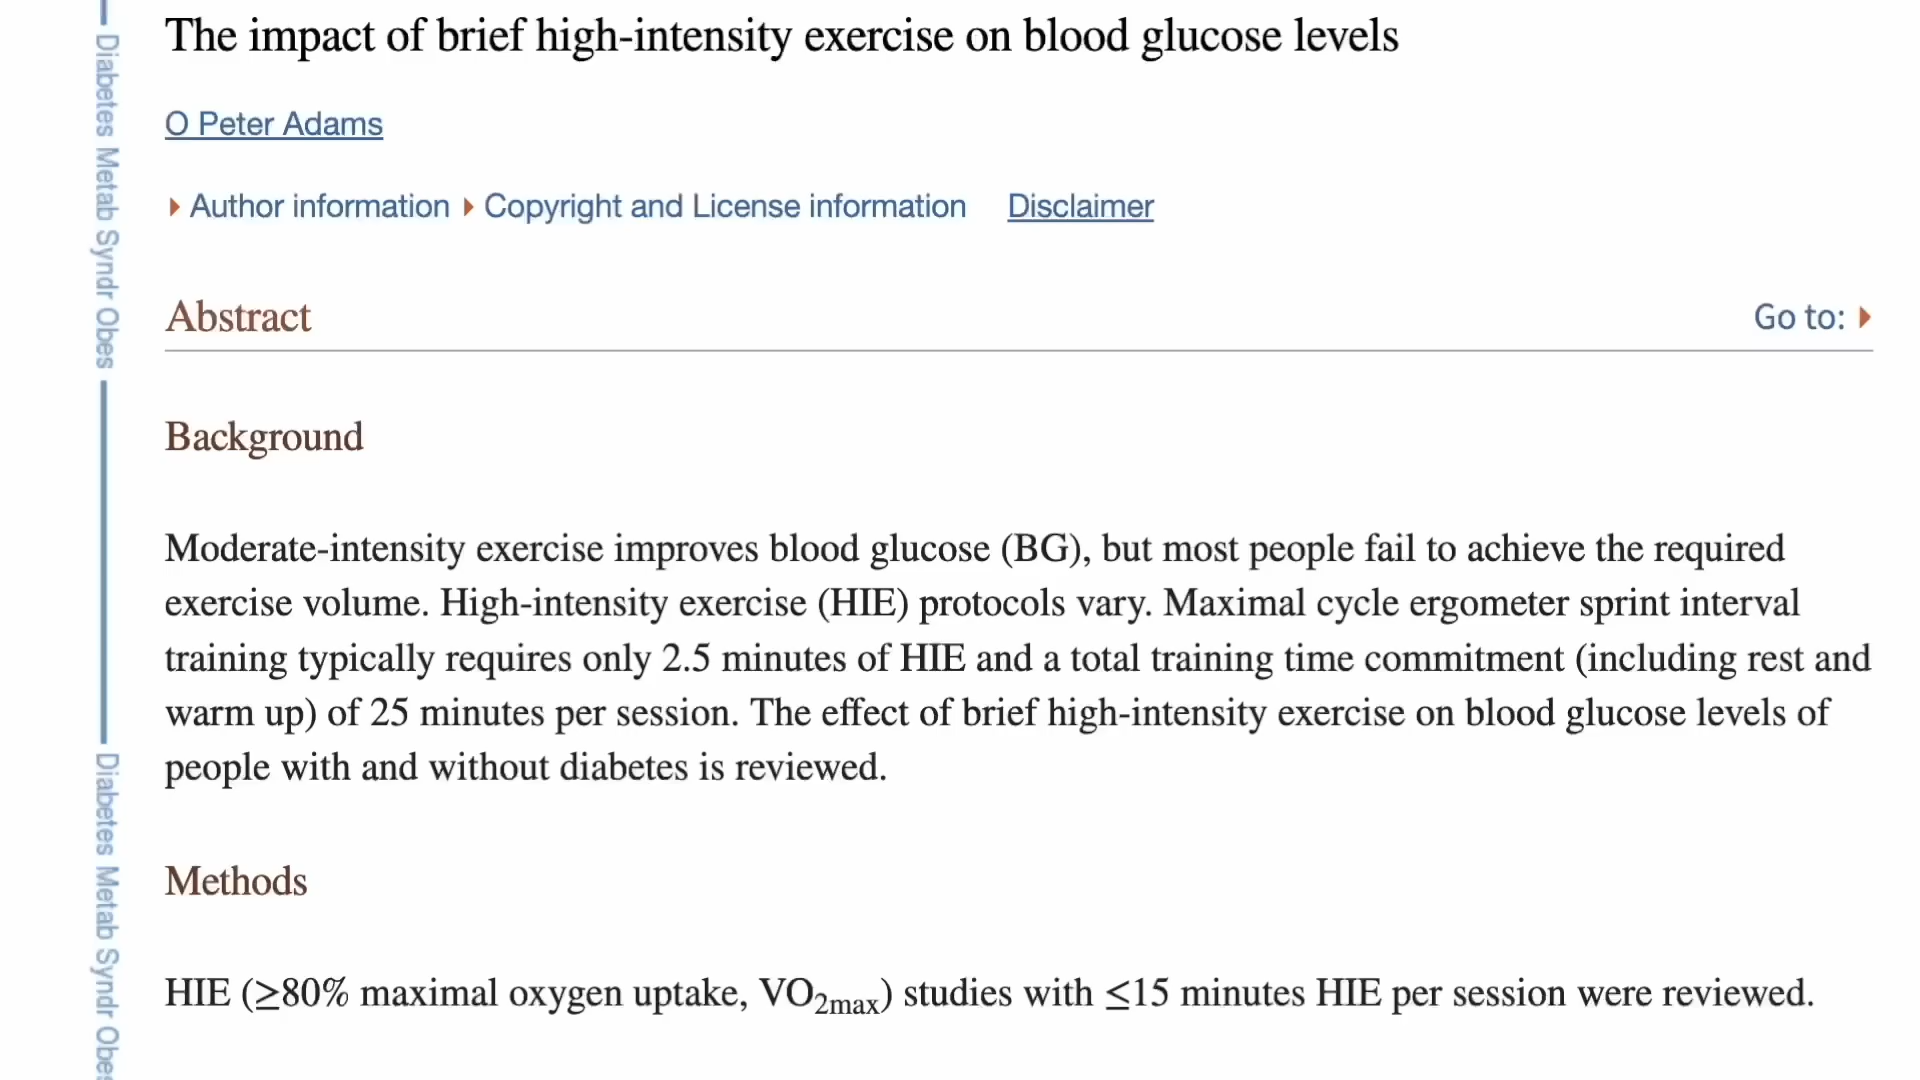 The impact of brief high-intensity exercise on blood glucose levels
O Peter Adams
Author information Copyright and License information Disclaimer
Abstract Go to:
Background
Moderate-intensity exercise improves blood glucose (BG), but most people fail to achieve the required
exercise volume. High-intensity exercise (HIE) protocols vary. Maximal cycle ergometer sprint interval
training typically requires only 2.5 minutes of HIE and a total training time commitment (including rest and
warm up) of 25 minutes per session. The effect of brief high-intensity exercise on blood glucose levels of
people with and without diabetes is reviewed.
Methods
HIE (≥80% maximal oxygen uptake, VO2max) studies with ≤15 minutes HIE per session were reviewed.
Diabetes Metab Syndr Obes
Diabetes Metab Syndr Obes